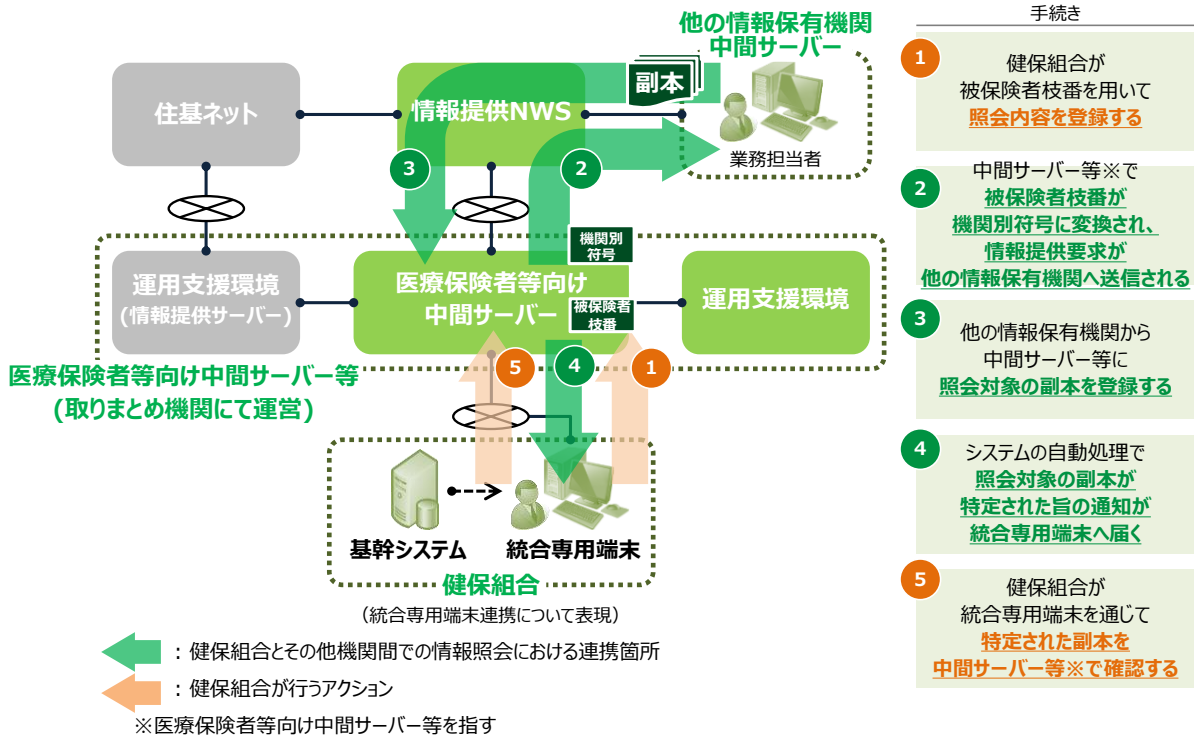 他の情報保有機関
中間サーバー
住基ネット
情報提供NWS
副本
業務担当者
3
2
機関別
符号
運用支援環境
(情報提供サーバー)
医療保険者等向け
中間サーバー
被保険者
枝番
運用支援環境
5
4
1
医療保険者等向け中間サーバー等
(取りまとめ機関にて運営)
基幹システム
統合専用端末
健保組合
（統合専用端末連携について表現）
：健保組合とその他機関間での情報照会における連携箇所
：健保組合が行うアクション
※医療保険者等向け中間サーバー等を指す
手続き
1
健保組合が
被保険者枝番を用いて
照会内容を登録する
2
中間サーバー等※で
被保険者枝番が
機関別符号に変換され、
情報提供要求が
他の情報保有機関へ送信される
3
他の情報保有機関から
中間サーバー等に
照会対象の副本を登録する
4
システムの自動処理で
照会対象の副本が
特定された旨の通知が
統合専用端末へ届く
5
健保組合が
統合専用端末を通じて
特定された副本を
中間サーバー等※で確認する